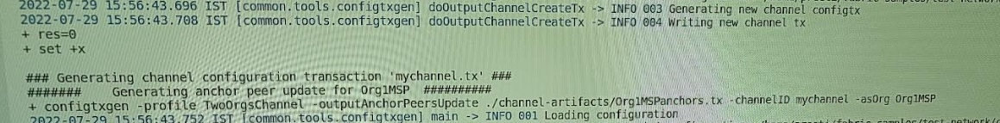 2022-07-29 15:56:43.696 IST [common.tools.configtxgen] doOutputChannelCreateTx -> INFO 003 Generating new channel configtx
2022-07-29 15:56:43.708 IST [common.tools.configtxgen] doOutputChannelCreateTx -> INFO 004 Writing new channel tx
+ res=0
+ set +x
### Generating channel configuration transaction 'mychannel.tx' ###
####### Generating anchor peer update for Org1MSP ##########
+ configtxgen -profile TwoOrgsChannel -outputAnchorPeersUpdate ./channel-artifacts/Org1MSPanchors.tx -channelID mychannel -asOrg Org1MSP
2022-07-29 15:56:43.752 IST [common.tools.configtxgen] main -> INFO 001 Loading configuration